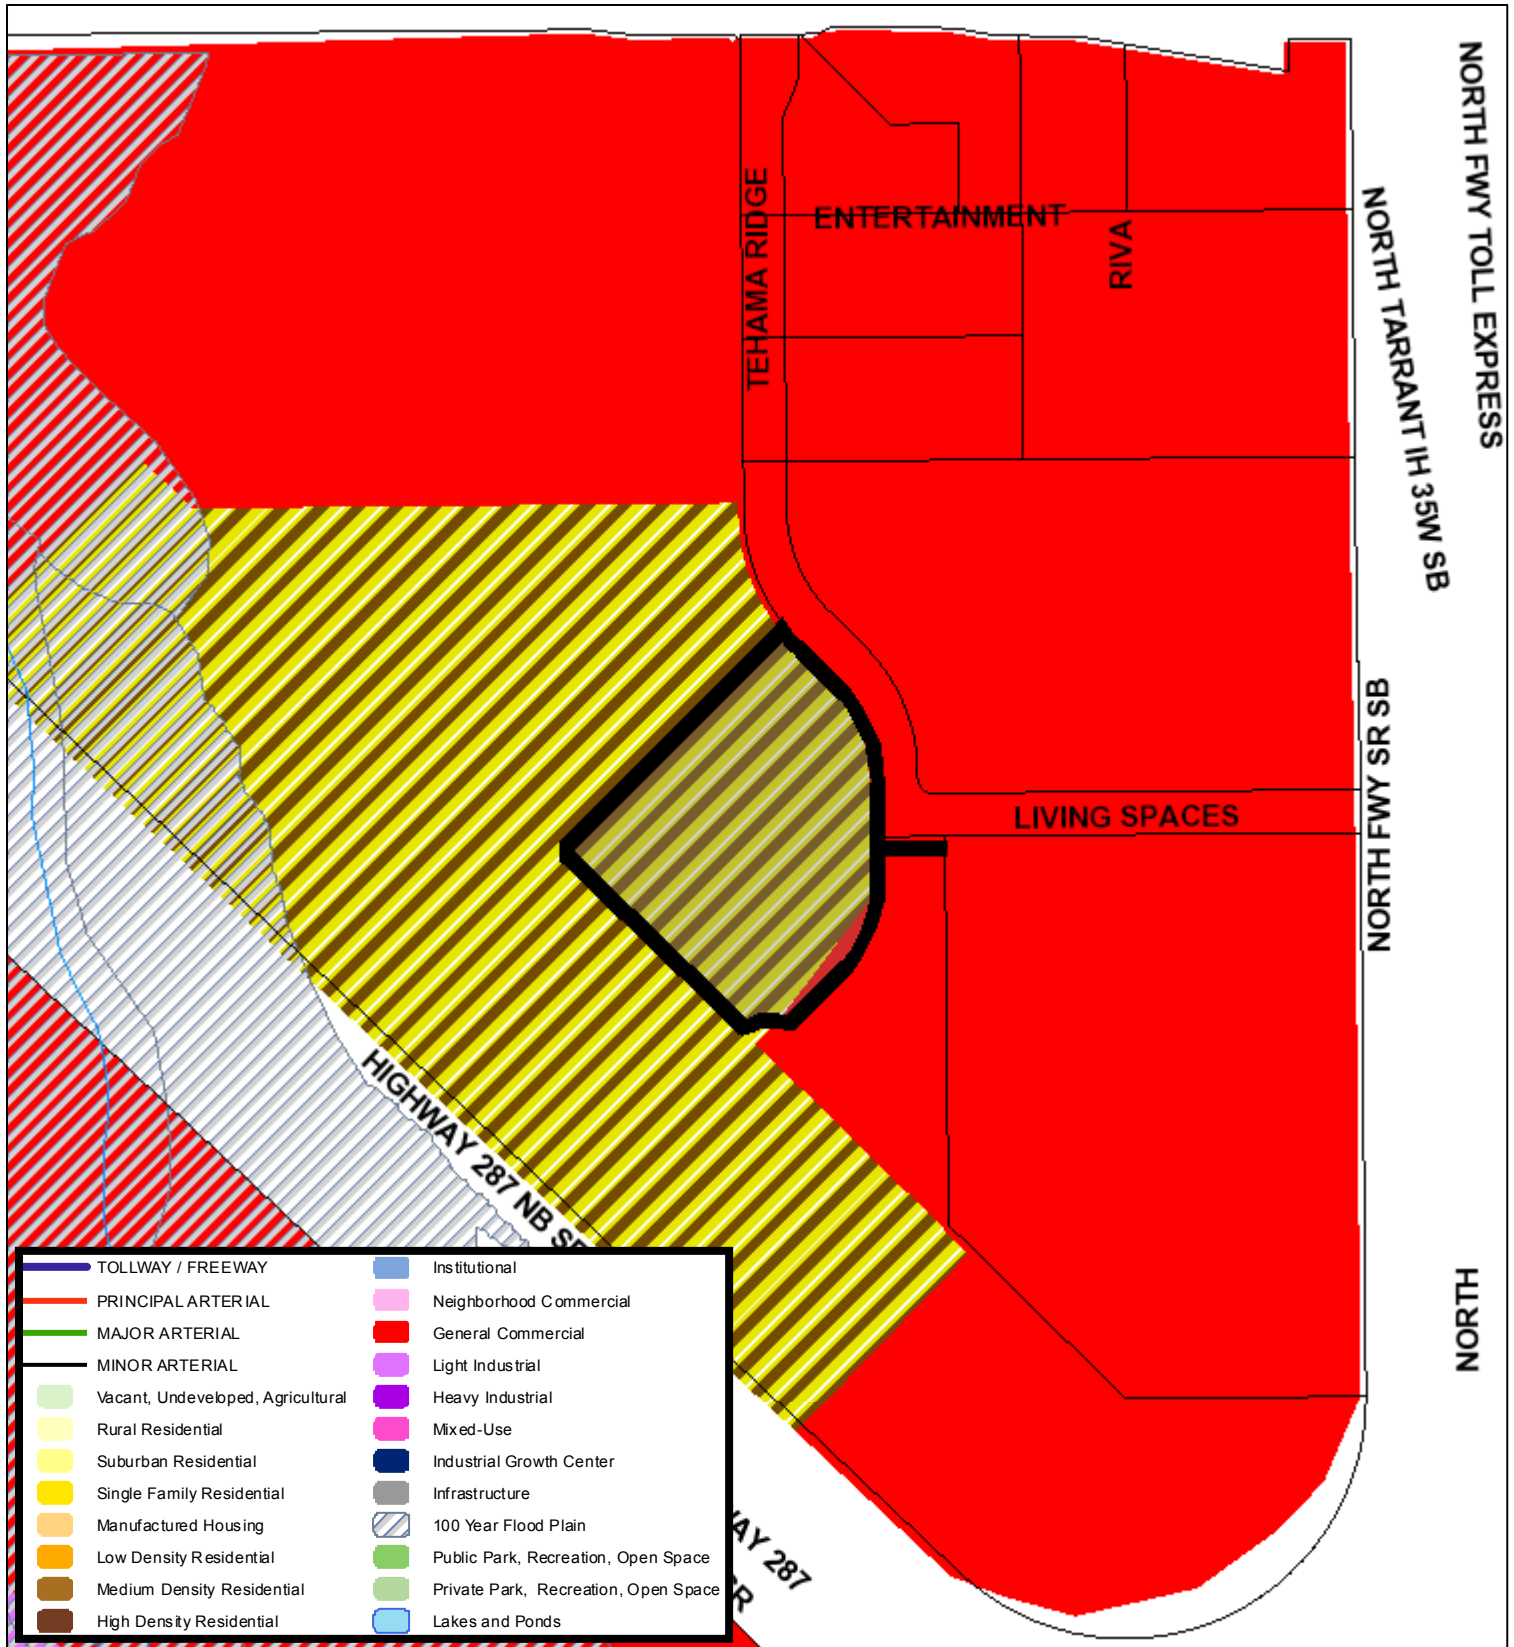 NORTH FWY TOLL EXPRESS
NORTH TARRANT IH 35W SB
TEHAMA RIDGE
ENTERTAINMENT
RIVA
LIVING SPACES
NORTH FWY SR SB
HIGHWAY 287 NB
NORTH
287
TOLLWAY / FREEWAY
PRINCIPAL ARTERIAL
MAJOR ARTERIAL
MINOR ARTERIAL
Vacant, Undeveloped, Agricultural
Rural Residential
Suburban Residential
Single Family Residential
Manufactured Housing
Low Density Residential
Medium Density Residential
High Density Residential
Institutional
Neighborhood Commercial
General Commercial
Light Industrial
Heavy Industrial
Mixed-Use
Industrial Growth Center
Infrastructure
100 Year Flood Plain
Public Park, Recreation, Open Space
Private Park, Recreation, Open Space
Lakes and Ponds